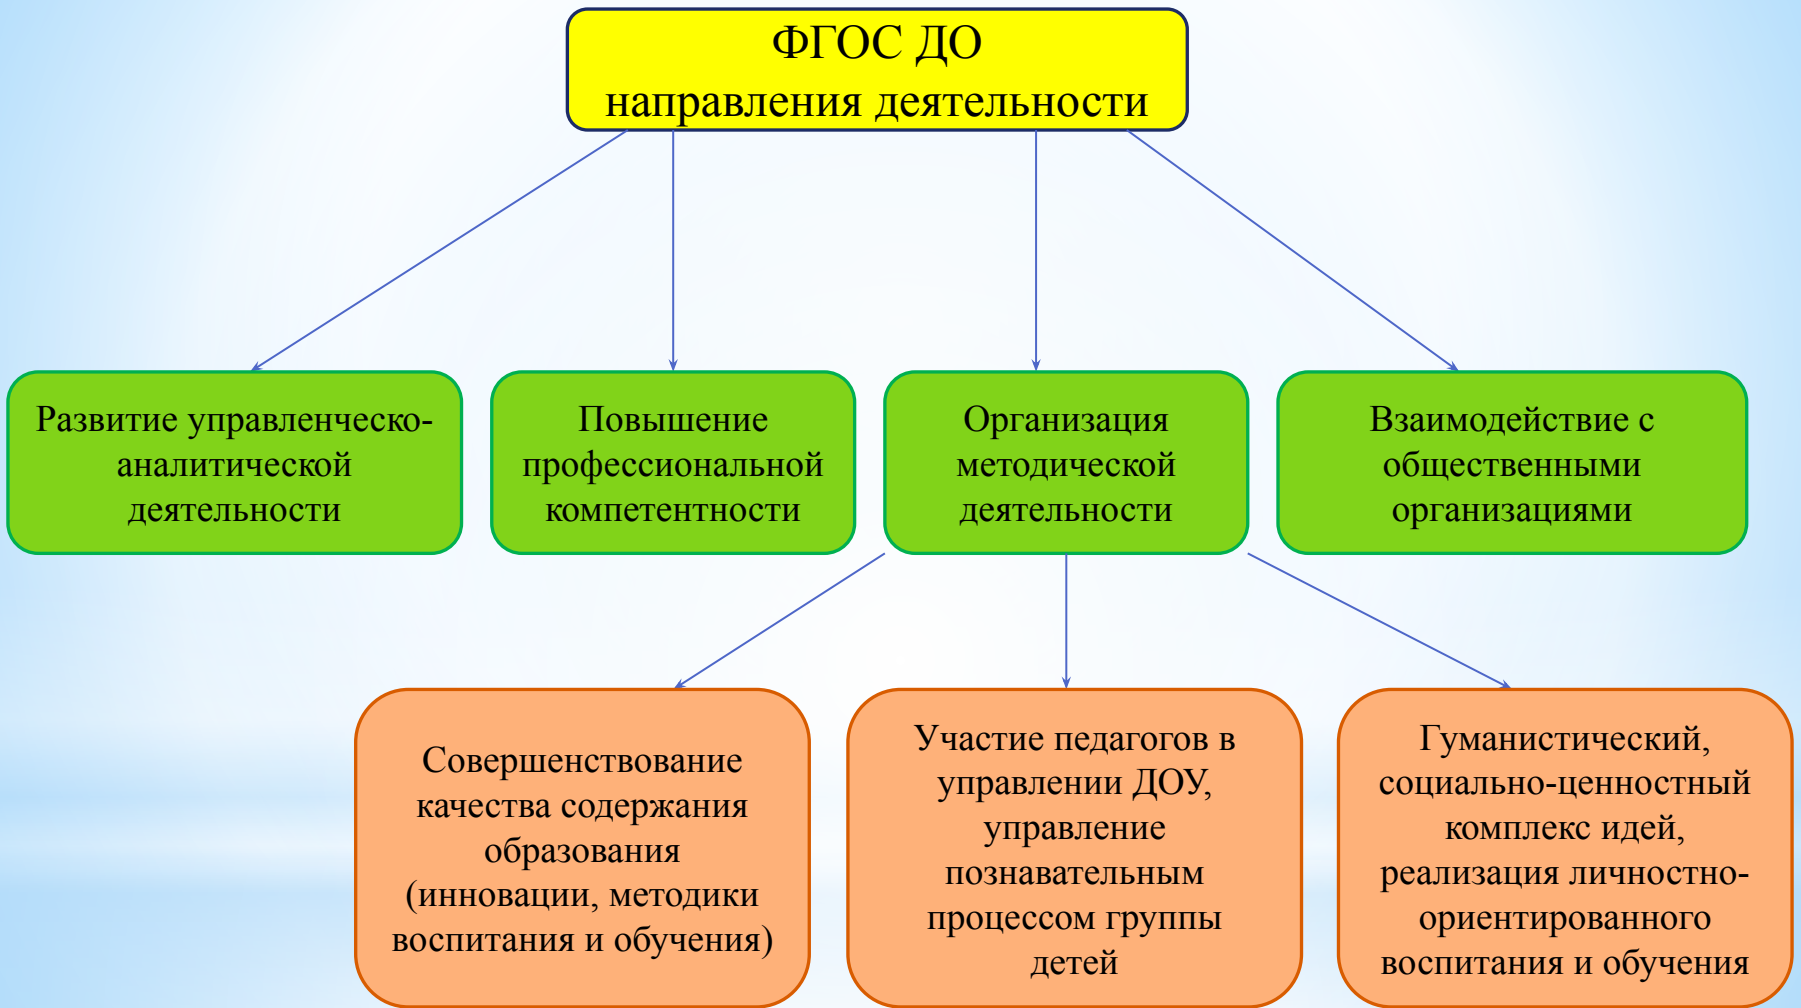 ФГОС ДО
направления деятельности
Развитие управленческо-
аналитической
деятельности
Повышение
профессиональной
компетентности
Организация
методической
деятельности
Взаимодействие с
общественными
организациями
Совершенствование
качества содержания
образования
(инновации, методики
воспитания и обучения)
Участие педагогов в
управлении ДОУ,
управление
познавательным
процессом группы
детей
Гуманистический,
социально-ценностный
комплекс идей,
реализация личностно-
ориентированного
воспитания и обучения